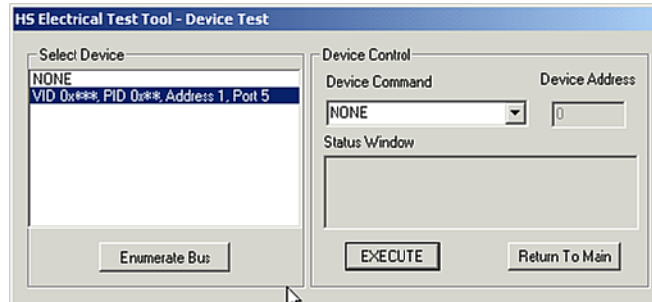 HS Electrical Test Tool - Device Test
Select Device
NONE
VID 0x***, PID 0x**, Address 1, Port 5
Enumerate Bus
Device Control
Device Command
Device Address
NONE
0
Status Window
EXECUTE
Return To Main